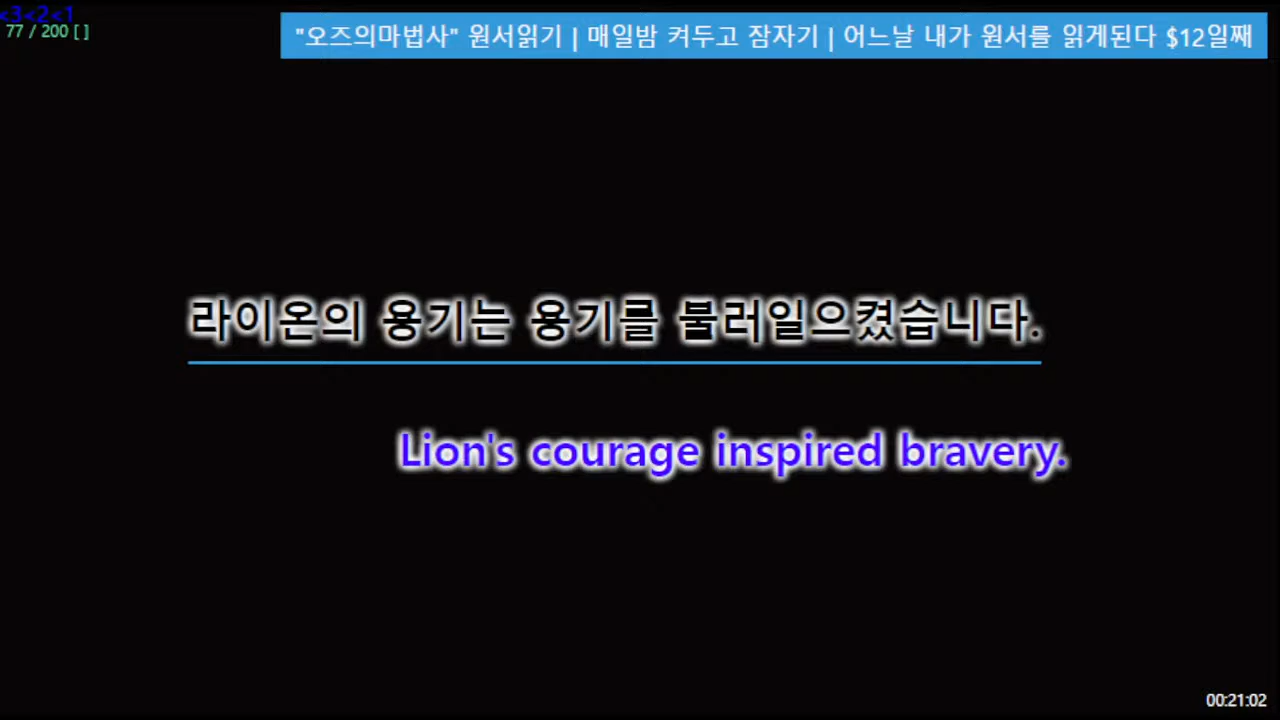 <3<2<1
77 / 200 [ ]
"오즈의마법사" 원서읽기 | 매일밤 켜두고 잠자기 | 어느날 내가 원서를 읽게된다 $12일째
라이온의 용기는 용기를 불러일으켰습니다.
Lion's courage inspired bravery.
00:21:02